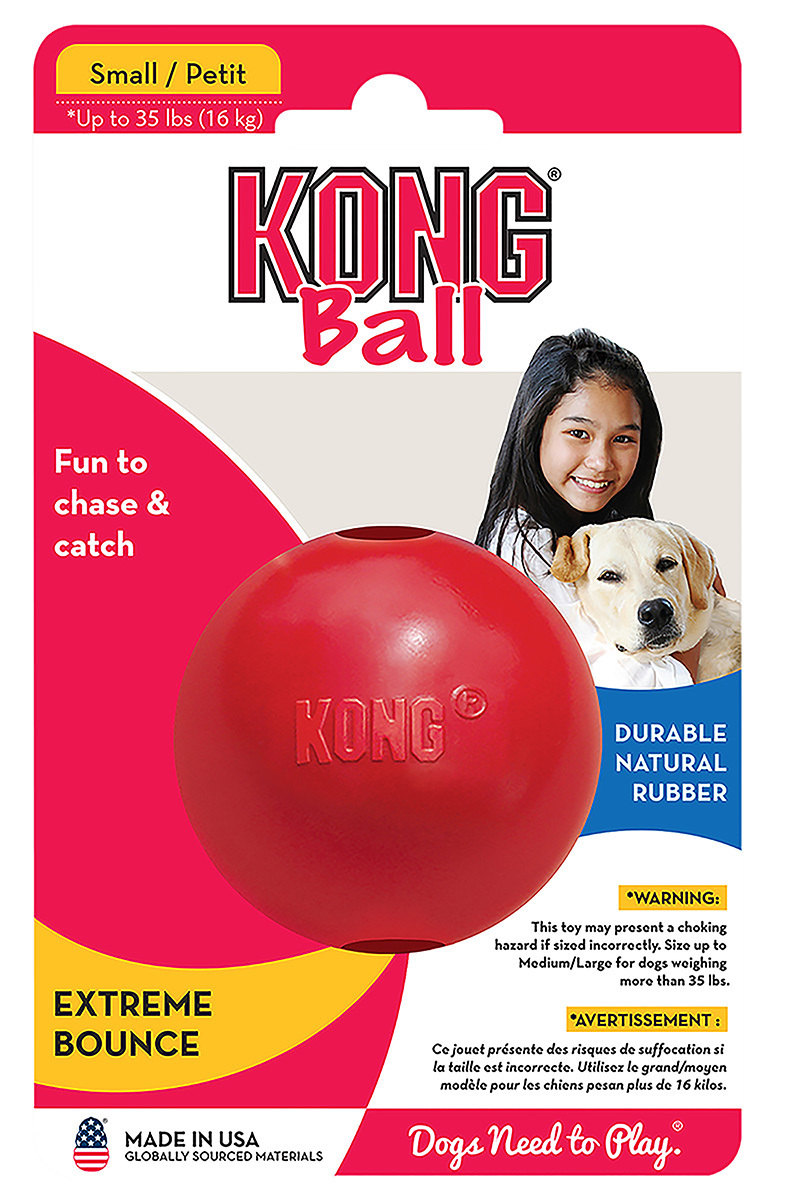 Small / Petit
*Up to 35 lbs (16 kg)
KONG®
Ball
Fun to
chase &
catch
KONG®
DURABLE
NATURAL
RUBBER
*WARNING:
This toy may present a choking
hazard if sized incorrectly. Size up to
Medium/Large for dogs weighing
more than 35 lbs.
*AVERTISSEMENT :
Ce jouet présente des risques de suffocation si
la taille est incorrecte. Utilisez le grand/moyen
modèle pour les chiens pesan plus de 16 kilos.
EXTREME
BOUNCE
MADE IN USA
GLOBALLY SOURCED MATERIALS
Dogs Need to Play.®